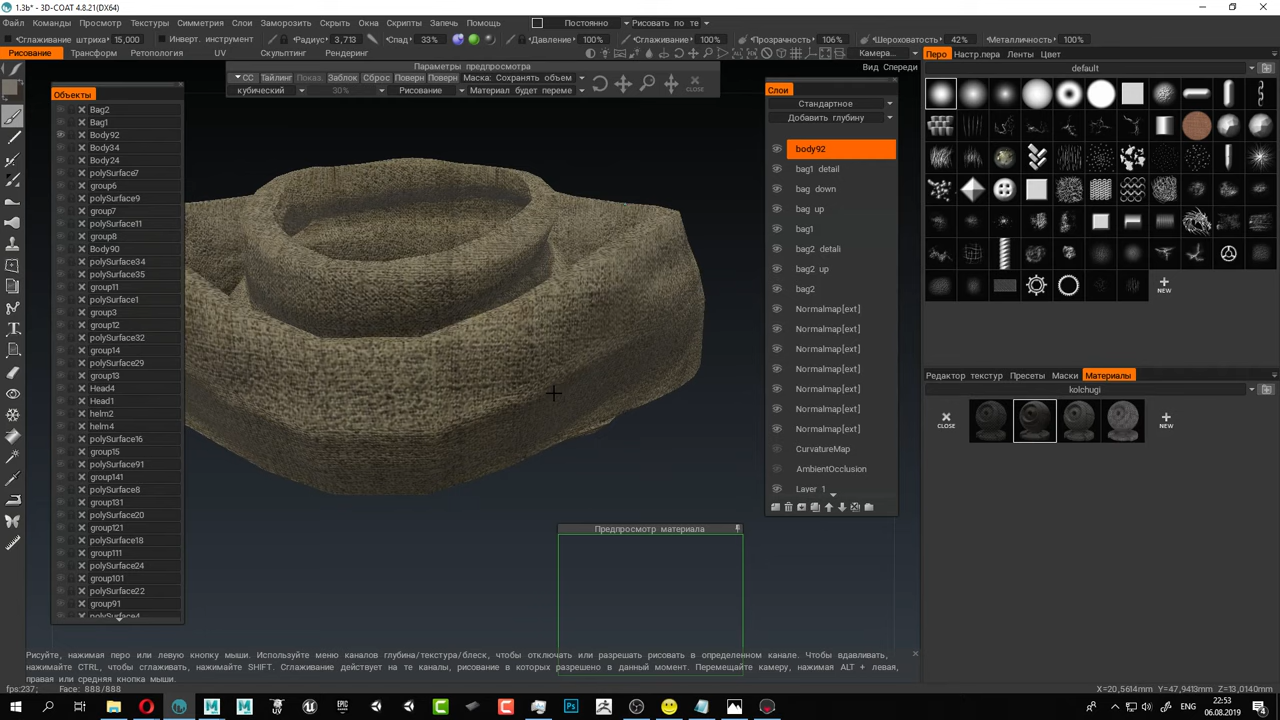 1.3b* - 3D-COAT 4.8.21(DX64)
Файл Команды Просмотр Текстуры Симметрия Слои Заморозить Скрыть Окна Скрипты Запечь Помощь Постоянно Рисовать по те
Сглаживание штриха 15,000 Инверт. инструмент Радиус 3,713 Спад 33% Давление 100% Сглаживание 100% Прозрачность 106% Шероховатость 42% Металличность 100%
Рисование Трансформ Ретопология UV Скульптинг Рендеринг Камера...
Перо Настр.пера Ленты Цвет
Параметры предпросмотра
Вид Спереди
default
СС Тайлинг Показ. Заблок Сброс Поверн Поверн Маска: Сохранять объем
кубический 30% Рисование Материал будет переме
CLOSE
Объекты
Bag2
Bag1
Body92
Body34
Body24
polySurface7
group6
polySurface9
group7
polySurface11
group8
Body90
polySurface34
polySurface35
group11
polySurface1
group3
group12
polySurface32
group14
polySurface29
group13
Head4
Head1
helm2
helm4
polySurface16
group15
polySurface91
group141
polySurface8
group131
polySurface20
group121
polySurface18
group111
polySurface24
group101
polySurface22
group91
polySurface4
Слои
Стандартное
Добавить глубину
body92
bag1 detail
bag down
bag up
bag1
bag2 detali
bag2 up
bag2
Normalmap[ext]
Normalmap[ext]
Normalmap[ext]
Normalmap[ext]
Normalmap[ext]
Normalmap[ext]
Normalmap[ext]
CurvatureMap
AmbientOcclusion
Layer 1
NEW
Редактор текстур Пресеты Маски Материалы
kolchugi
CLOSE
NEW
Предпросмотр материала
Рисуйте, нажимая перо или левую кнопку мыши. Используйте меню каналов глубина/текстура/блеск, чтобы отключать или разрешать рисовать в определенном канале. Чтобы вдавливать,
нажимайте CTRL, чтобы сглаживать, нажимайте SHIFT. Сглаживание действует на те каналы, рисование в которых разрешено в данный момент. Перемещайте камеру, нажимая ALT + левая,
правая или средняя кнопка мыши.
fps:237; Face: 888/888
X=20,5614mm Y=47,9413mm Z=13,0140mm
ENG
22:53
06.08.2019